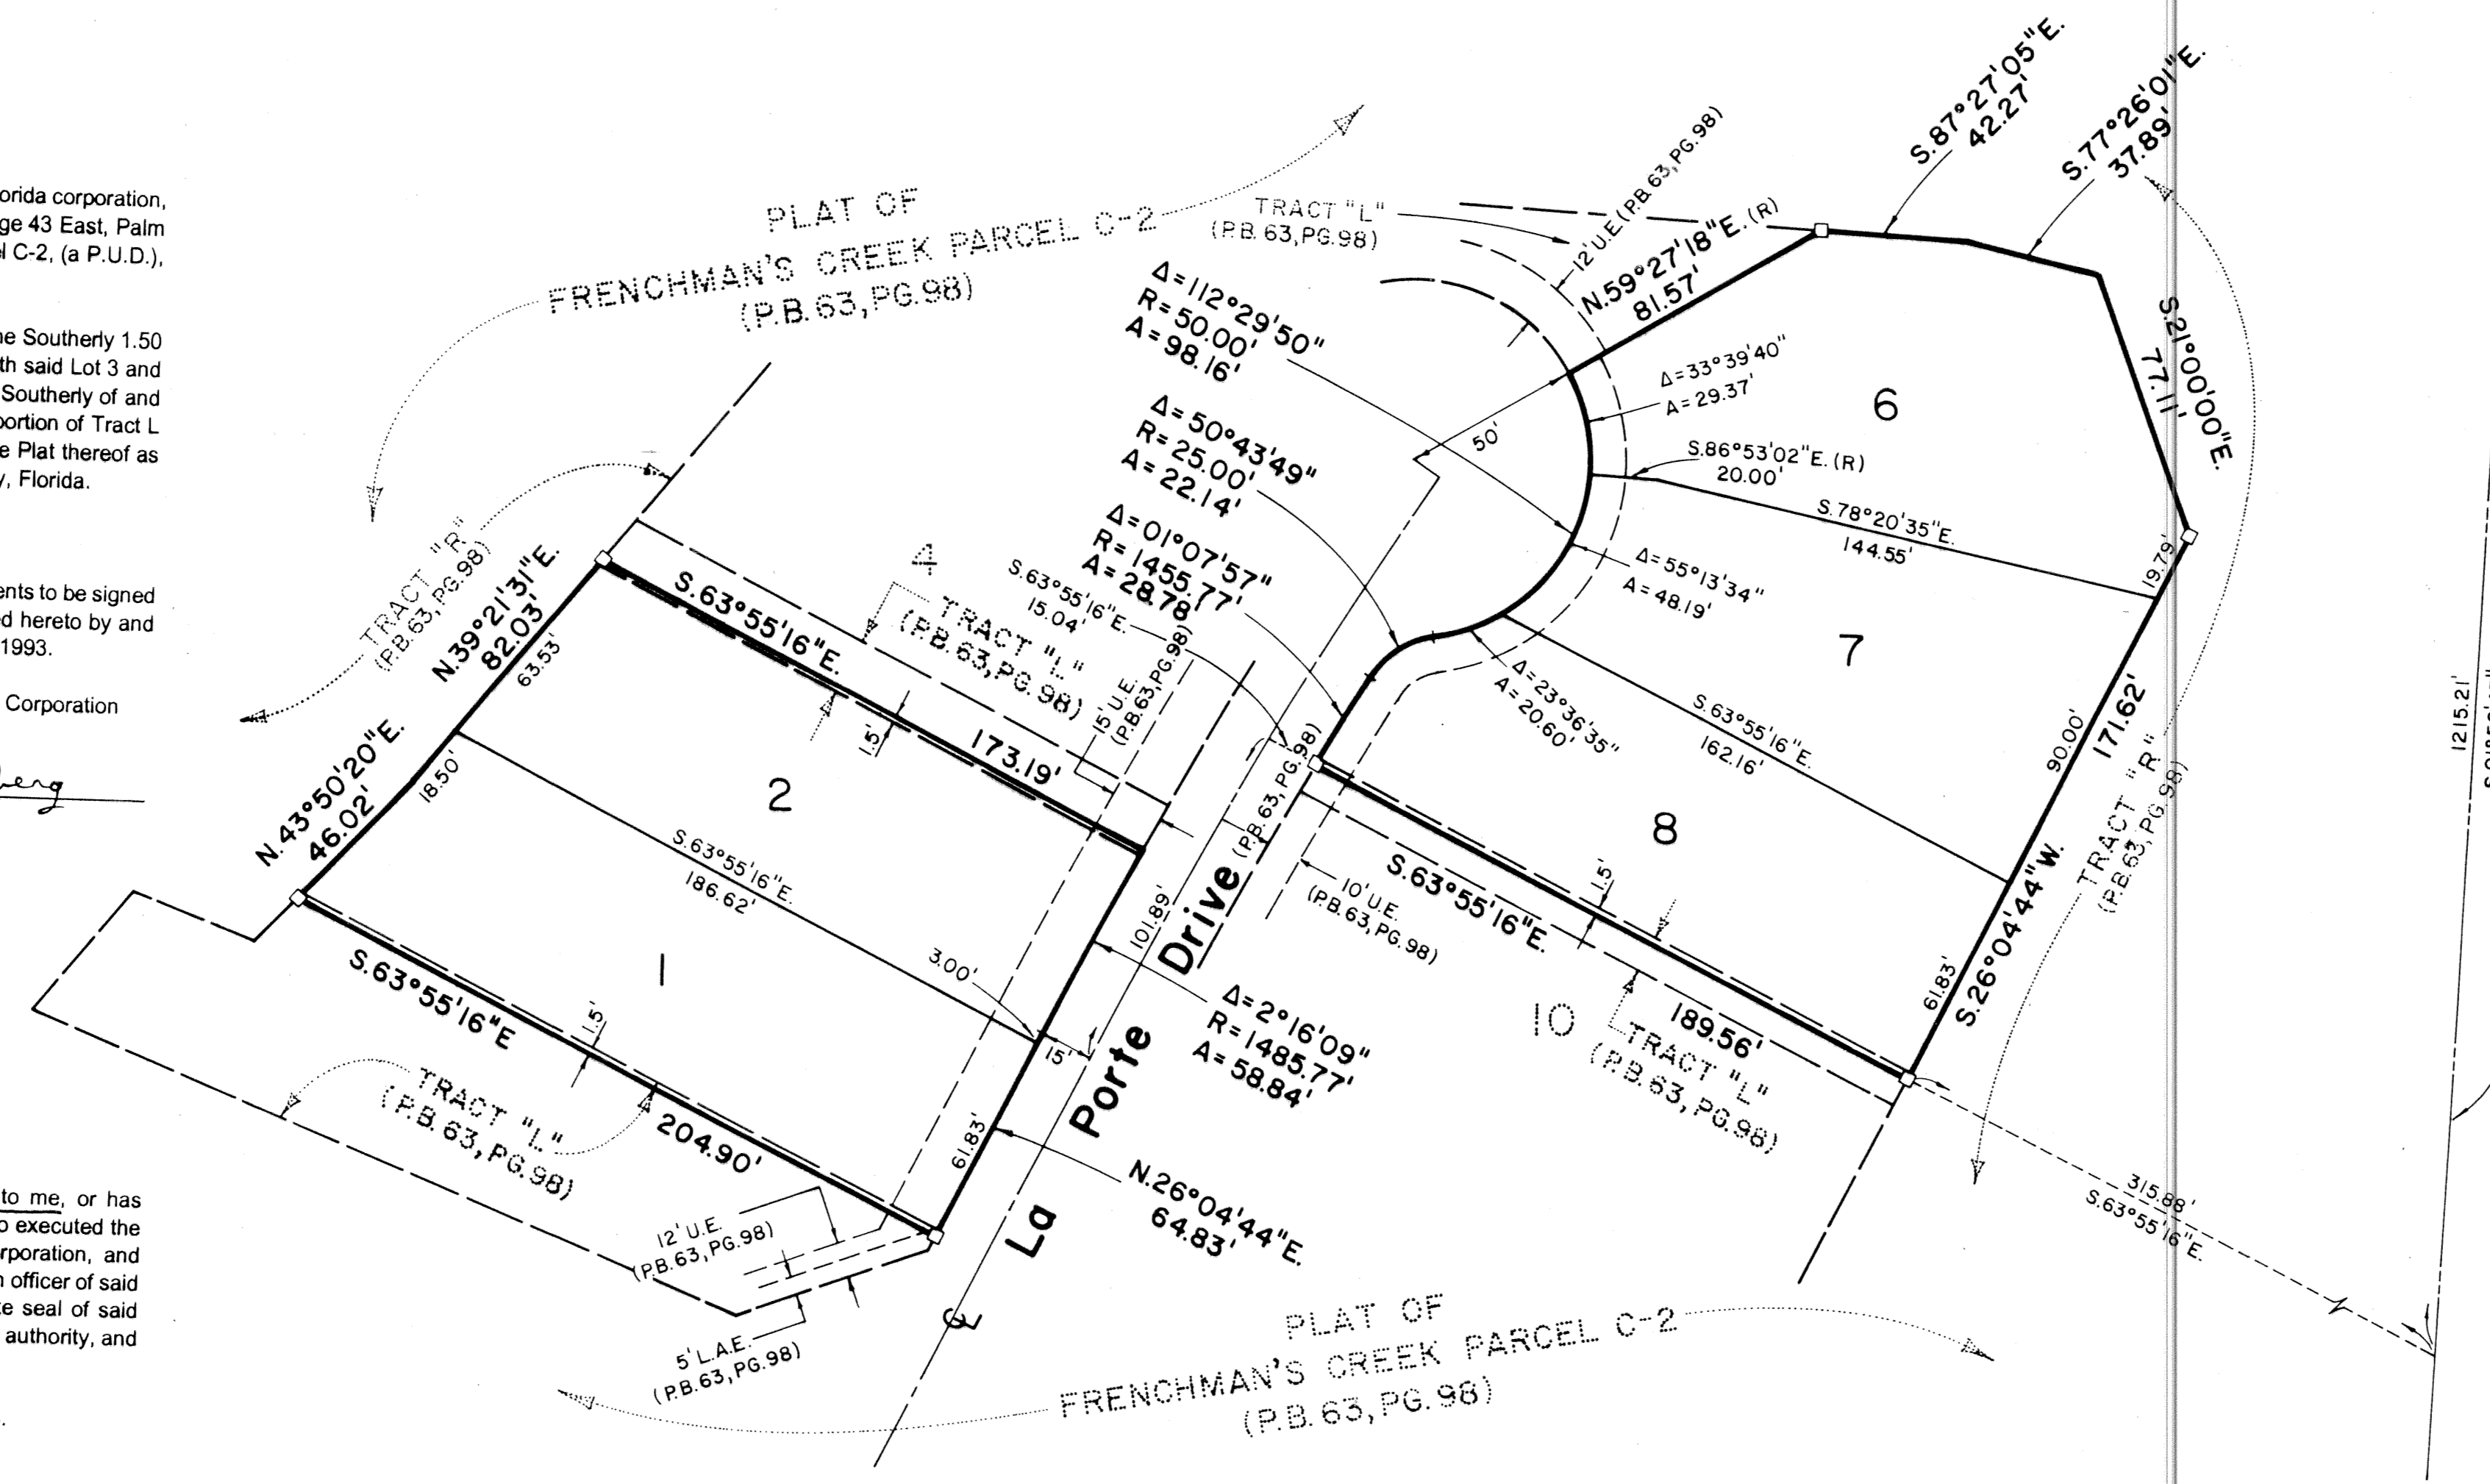 orida corporation,
ge 43 East, Palm
el C-2, (a P.U.D.),
ne Southerly 1.50
th said Lot 3 and
Southerly of and
portion of Tract L
e Plat thereof as
y, Florida.
ents to be signed
d hereto by and
1993.
Corporation
berg
to me, or has
o executed the
rporation, and
n officer of said
te seal of said
authority, and
PLAT OF
FRENCHMAN'S CREEK PARCEL C-2
(P.B. 63, PG. 98)
TRACT "L"
(P.B. 63, PG. 98)
12' U.E. (P.B. 63, PG. 98)
S.87°27'05"E.
42.27'
S.77°26'01"E.
37.89'
N.59°27'18"E. (R)
81.57'
S.21°00'00"E.
77.11'
Δ=112°29'50"
R=50.00'
A=98.16'
Δ=50°43'49"
R=25.00'
A=22.14'
Δ=01°07'57"
R=1455.77'
A=28.78'
S.63°55'16"E.
15.04'
50'
Δ=33°39'40"
A=29.37'
6
S.86°53'02"E. (R)
20.00'
S.78°20'35"E.
144.55'
19.79'
Δ=55°13'34"
A=48.19'
7
Δ=23°36'35"
A=20.60'
S.63°55'16"E.
162.16'
90.00'
171.62'
8
61.83'
S.26°04'44"W.
TRACT "R"
(P.B. 63, PG. 98)
1215.21'
TRACT "R"
(P.B. 63, PG. 98)
N.39°21'31"E.
82.03'
63.53'
4
TRACT "L"
(P.B. 63, PG. 98)
15' U.E.
(P.B. 63, PG. 98)
S.63°55'16"E.
173.19'
1.5'
2
N.43°50'20"E.
46.02'
18.50'
S.63°55'16"E.
186.62'
3.00'
15'
1
S.63°55'16"E
204.90'
1.5'
TRACT "L"
(P.B. 63, PG. 98)
12' U.E.
(P.B. 63, PG. 98)
5' L.A.E.
(P.B. 63, PG. 98)
61.83'
101.89'
La Porte Drive (P.B. 63, PG. 98)
10' U.E.
(P.B. 63, PG. 98)
S.63°55'16"E.
189.56'
1.5'
10
TRACT "L"
(P.B. 63, PG. 98)
Δ=2°16'09"
R=1485.77'
A=58.84'
N.26°04'44"E.
64.83'
315.88'
S.63°55'16"E.
PLAT OF
FRENCHMAN'S CREEK PARCEL C-2
(P.B. 63, PG. 98)